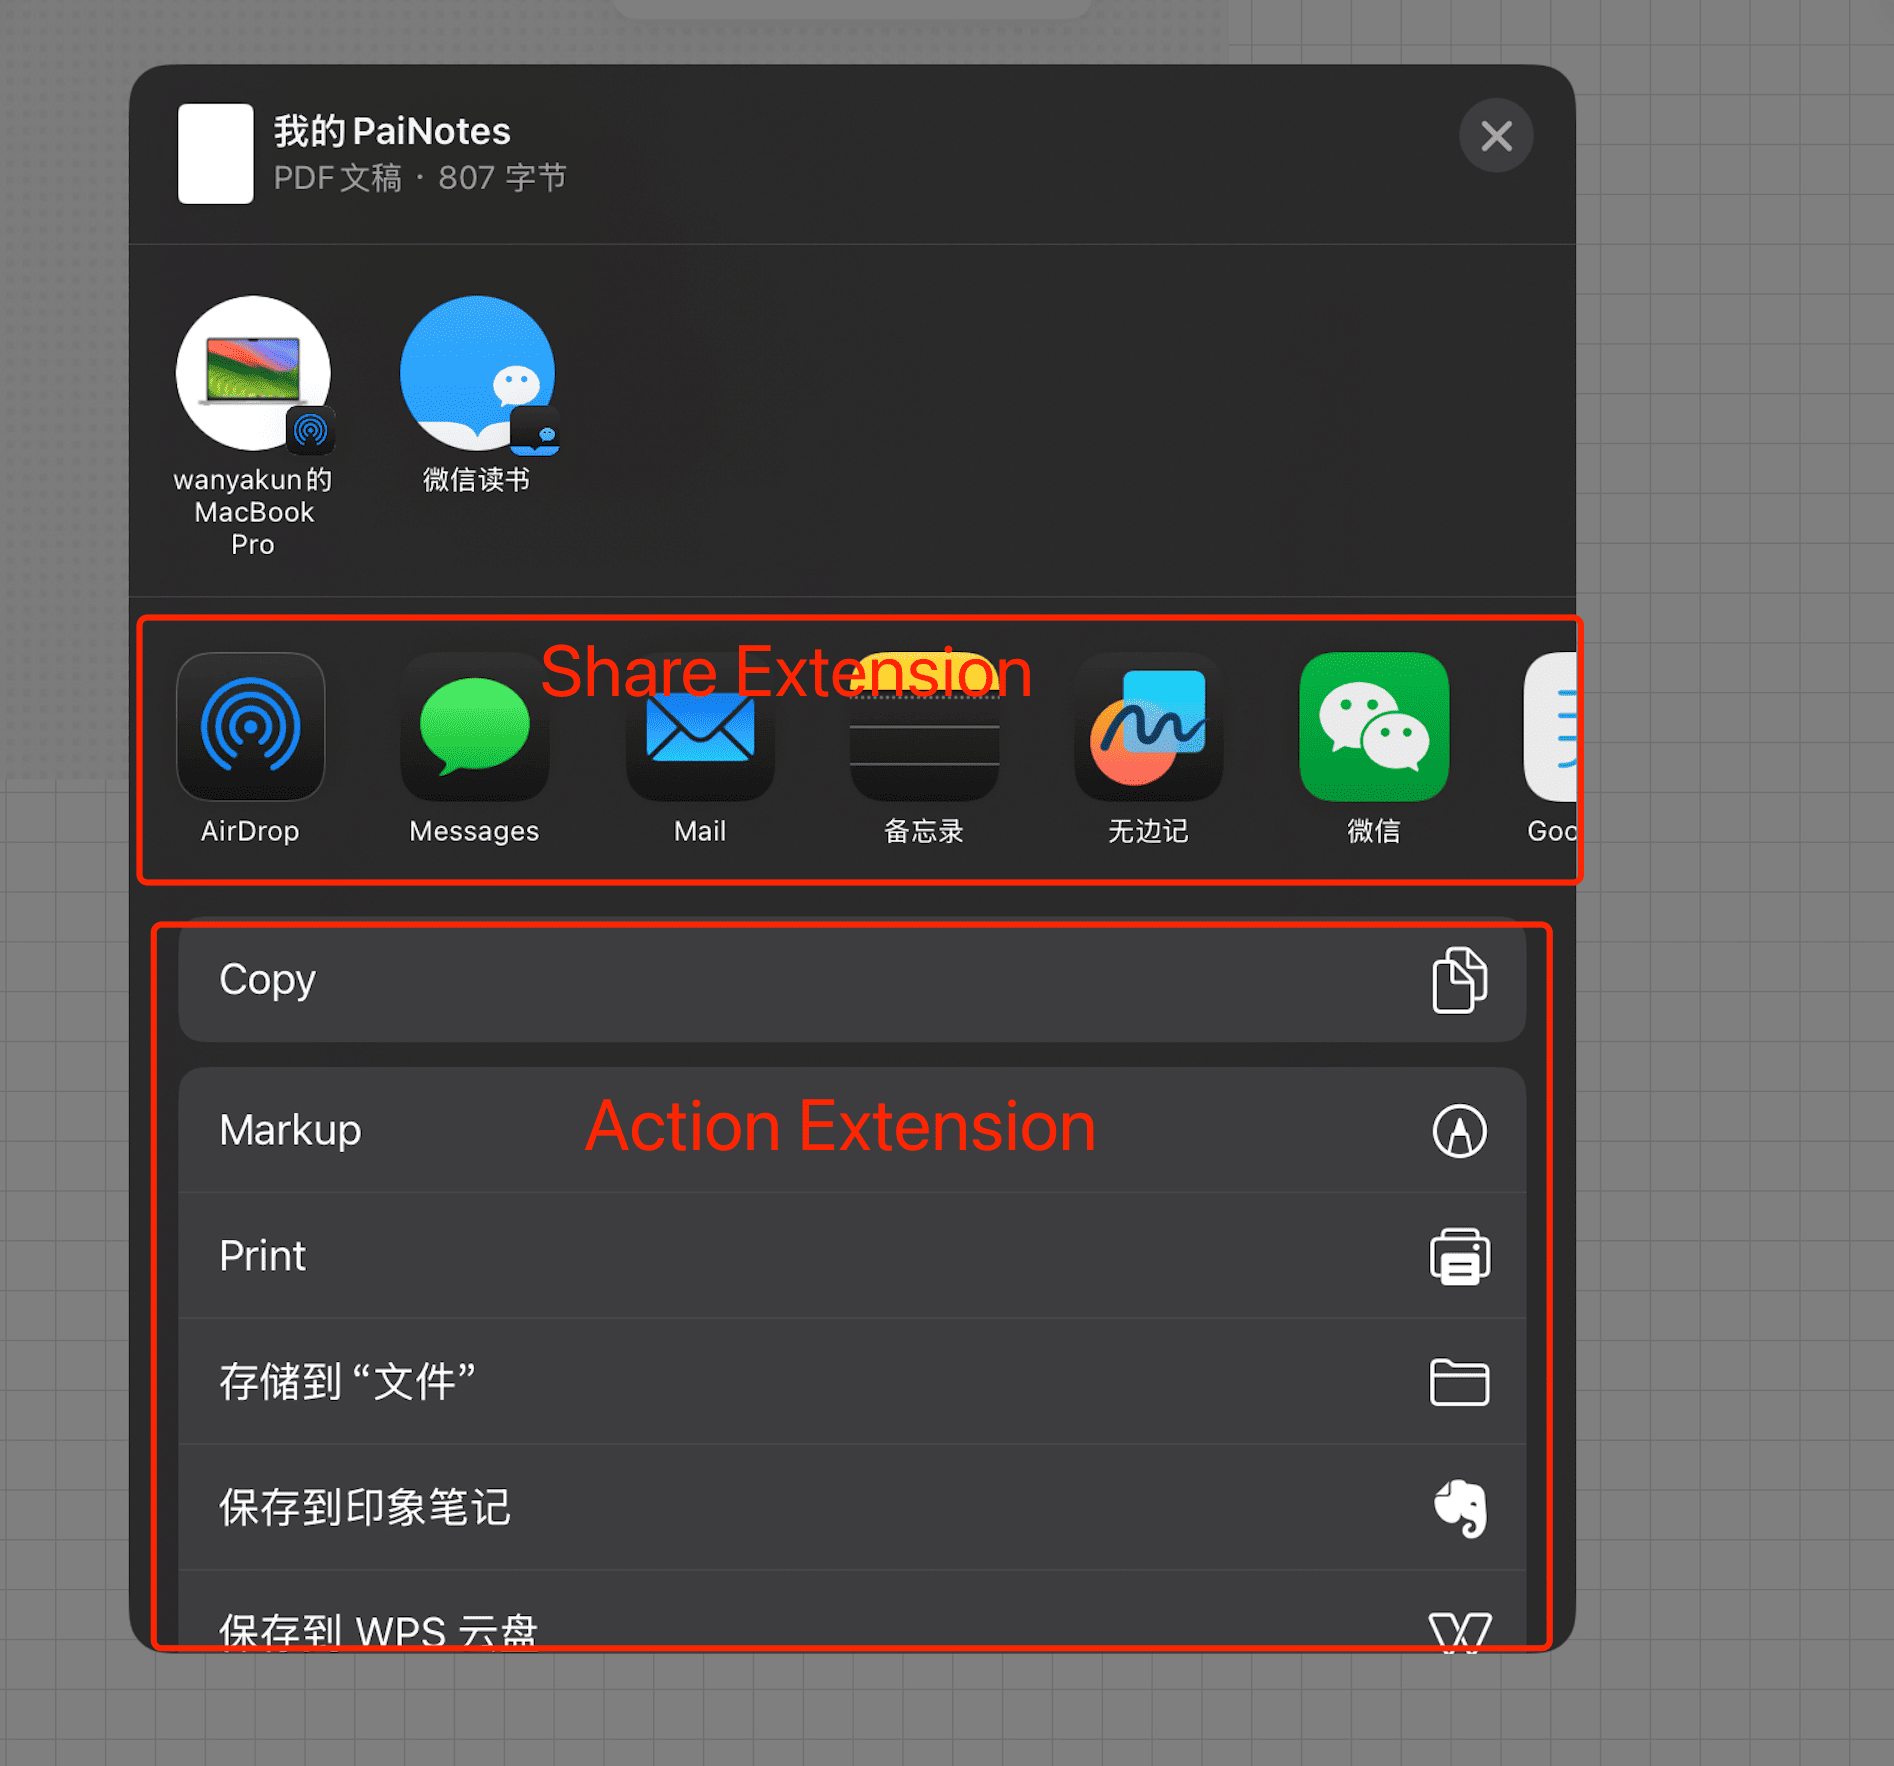 我的 PaiNotes
PDF 文稿 · 807 字节
wanyakun的
MacBook
Pro
微信读书
Share Extension
AirDrop
Messages
Mail
备忘录
无边记
微信
Goo
Copy
Markup
Action Extension
Print
存储到 “文件”
保存到印象笔记
保存到 WPS 云盘